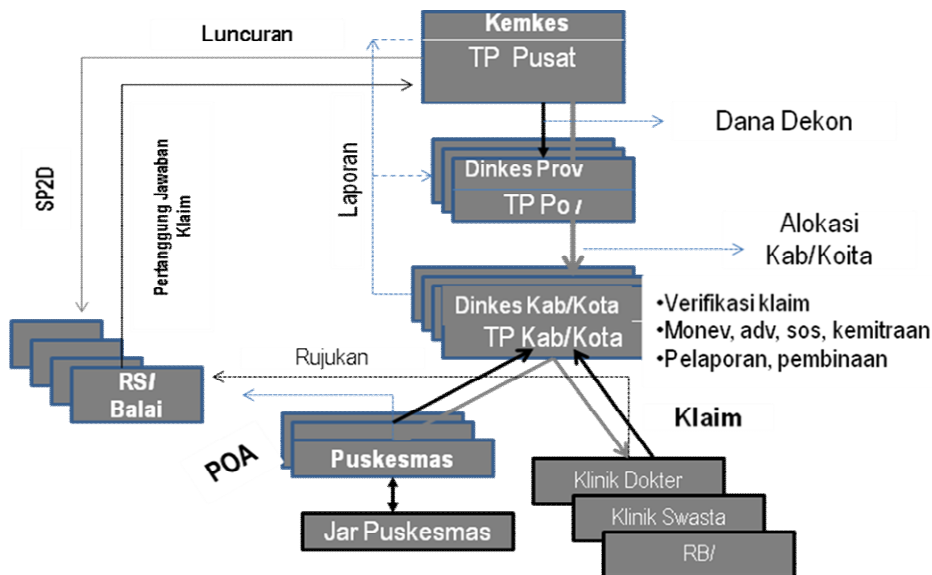 Luncuran
Kemkes
TP Pusat
SP2D
Pertanggung Jawaban
Klaim
Laporan
Dana Dekon
Dinkes Prov
TP Po/
Alokasi
Kab/Koita
Dinkes Kab/Kota
TP Kab/Kota
•Verifikasi klaim
•Monev, adv, sos, kemitraan
•Pelaporan, pembinaan
Rujukan
RS/
Balai
POA
Puskesmas
Jar Puskesmas
Klaim
Klinik Dokter
Klinik Swasta
RB/